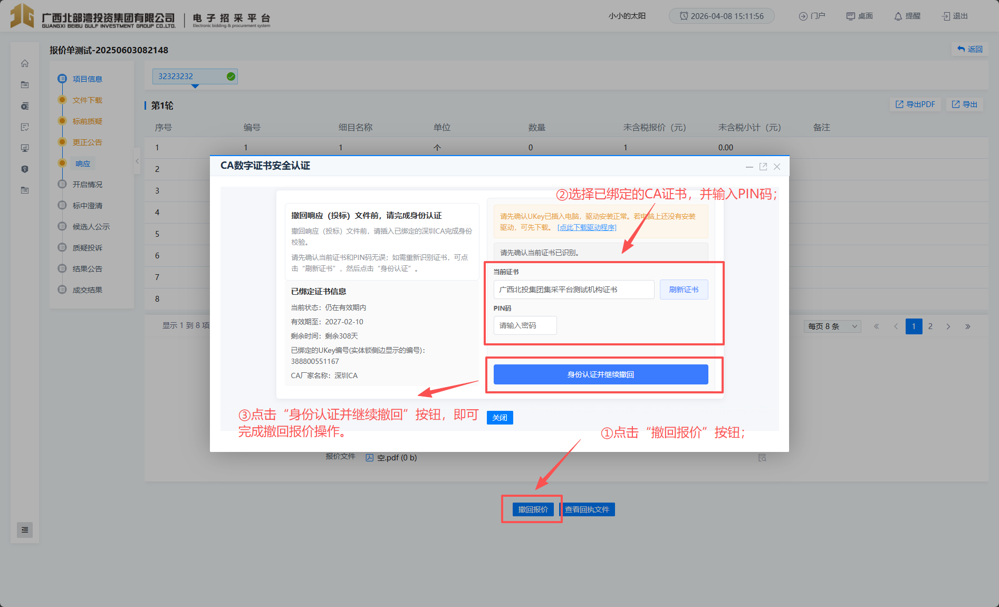 广西北部湾投资集团有限公司
GUANGXI BEIBU GULF INVESTMENT GROUP CO.,LTD.
电子招采平台
Electronic bidding & procurement system
小小的太阳
2026-04-08 15:11:56
门户
桌面
提醒
退出
报价单测试-20250603082148
返回
项目信息
文件下载
标前质疑
更正公告
响应
开启情况
标中澄清
候选人公示
质疑投诉
结果公告
成交结果
32323232
第1轮
导出PDF
导出
序号 编号 细目名称 单位 数量 未含税报价（元） 未含税小计（元） 备注
1 1 1 个 0 1 0.00
2
3
4
5
6
7
8
显示 1 到 8 项
每页 8 条
1 2
CA数字证书安全认证
②选择已绑定的CA证书，并输入PIN码；
撤回响应（投标）文件前，请完成身份认证
撤回响应（投标）文件前，请插入已绑定的深圳CA完成身份
校验。
请先确认当前证书和PIN码无误；如需重新识别证书，可点
击“刷新证书”，然后点击“身份认证”。
已绑定证书信息
当前状态：仍在有效期内
有效期至：2027-02-10
剩余时间：剩余308天
已绑定的UKey编号(实体锁侧边显示的编号)：
388800551167
CA厂家名称：深圳CA
请先确认UKey已插入电脑，驱动安装正常。若电脑上还没有安装
驱动，可先下载。 [点此下载驱动程序]
请先确认当前证书已识别。
当前证书
广西北投集团集采平台测试机构证书
刷新证书
PIN码
请输入密码
身份认证并继续撤回
③点击“身份认证并继续撤回”按钮，即可
完成撤回报价操作。
关闭
①点击“撤回报价”按钮；
报价文件
空.pdf (0 b)
撤回报价
查看回执文件